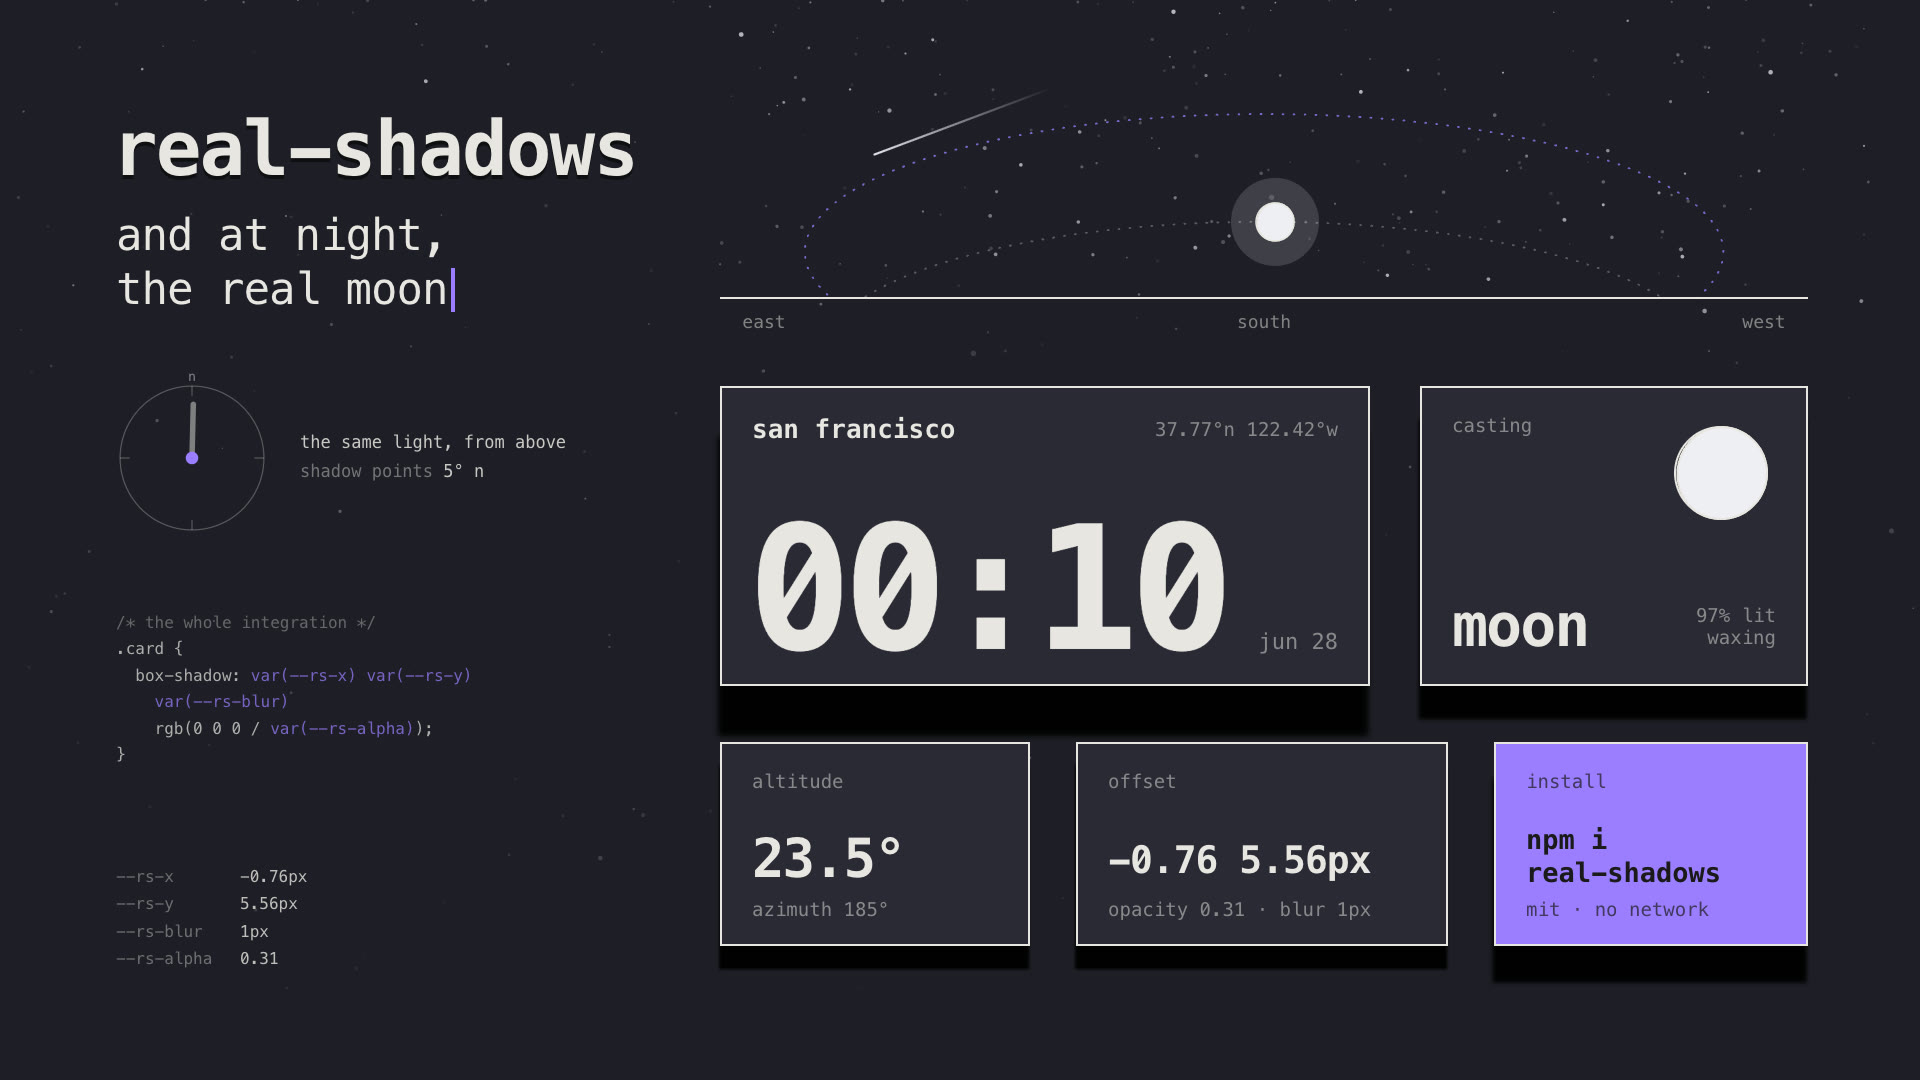 real-shadows
and at night,
the real moon
n
the same light, from above
shadow points 5° n
/* the whole integration */
.card {
box-shadow: var(--rs-x) var(--rs-y)
var(--rs-blur)
rgb(0 0 0 / var(--rs-alpha));
}
--rs-x -0.76px
--rs-y 5.56px
--rs-blur 1px
--rs-alpha 0.31
east south west
san francisco 37.77°n 122.42°w
00:10 jun 28
casting
moon 97% lit
waxing
altitude
23.5°
azimuth 185°
offset
-0.76 5.56px
opacity 0.31 · blur 1px
install
npm i
real-shadows
mit · no network